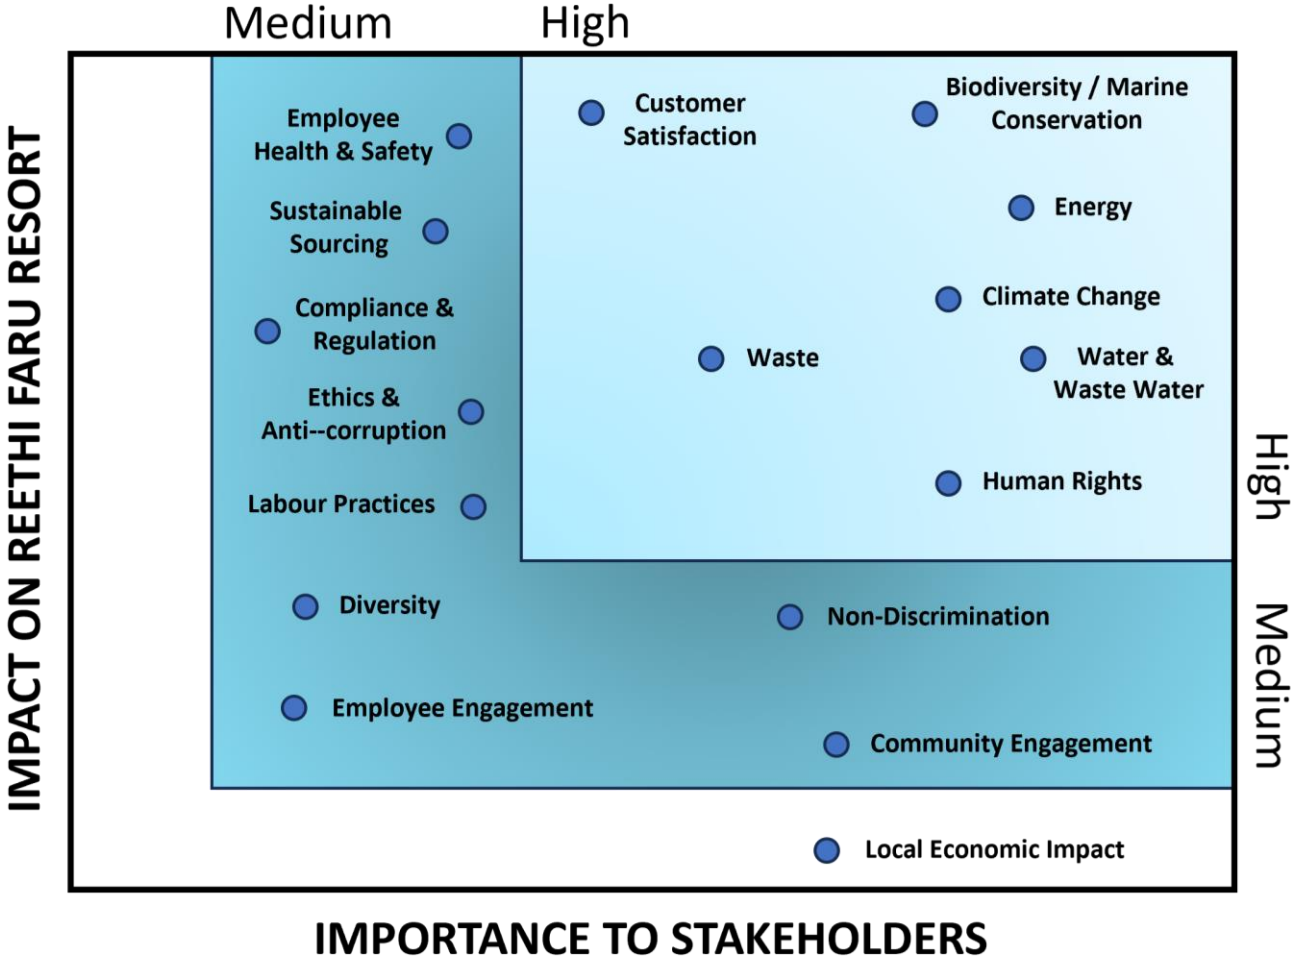 Medium
High
IMPACT ON REETHI FARU RESORT
Employee
Health & Safety
Customer
Satisfaction
Biodiversity / Marine
Conservation
Sustainable
Sourcing
Energy
Compliance &
Regulation
Climate Change
Waste
Water &
Waste Water
Ethics &
Anti--corruption
Labour Practices
Human Rights
High
Diversity
Non-Discrimination
Medium
Employee Engagement
Community Engagement
Local Economic Impact
IMPORTANCE TO STAKEHOLDERS